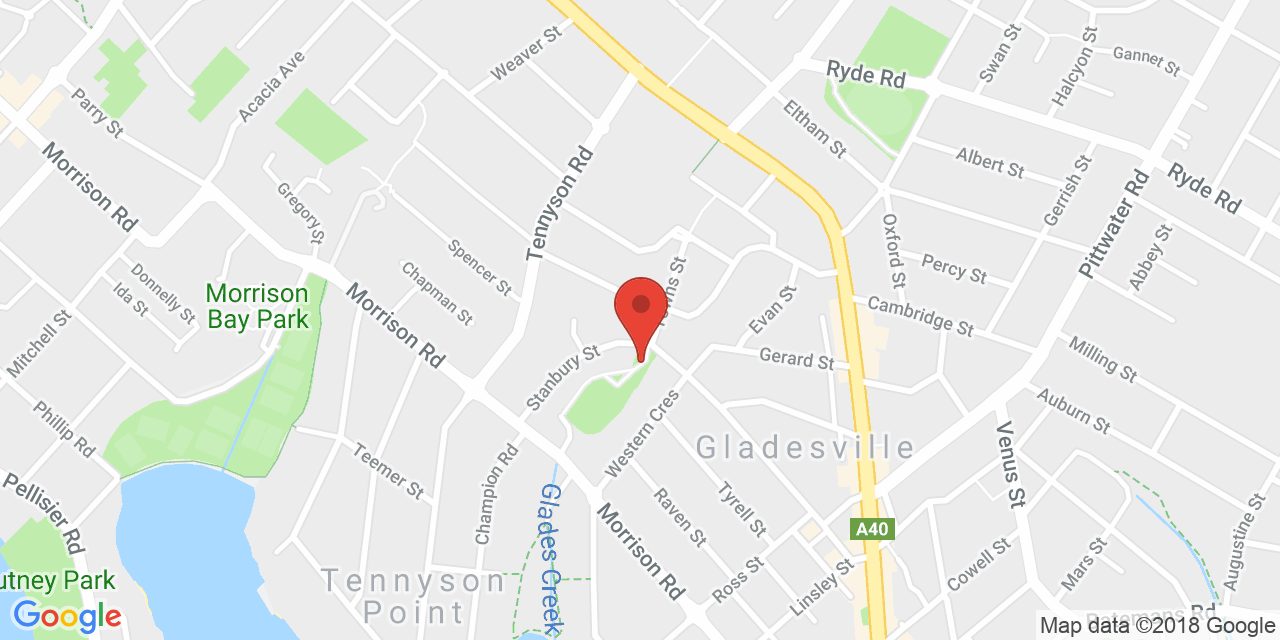 Weaver St
Ryde Rd
Swan St
Halcyon St
Gannet St
Acacia Ave
Parry St
Eltham St
Albert St
Morrison Rd
Gregory St
Tennyson Rd
Gerrish St
Pittwater Rd
Ryde Rd
Spencer St
Oxford St
Percy St
Abbey St
Donnelly St
Ida St
Chapman St
Morrison
Bay Park
Morrison Rd
Evan St
Cambridge St
Mitchell St
Stanbury St
Gerard St
Milling St
Phillip Rd
Western Cres
Auburn St
Gladesville
Teemer St
Champion Rd
Venus St
Pellisier Rd
Glades Creek
Raven St
Tyrell St
A40
Morrison Rd
Augustine St
Tennyson
Point
Ross St
Linsley St
Cowell St
Mars St
utney Park
Google
Map data ©2018 Google